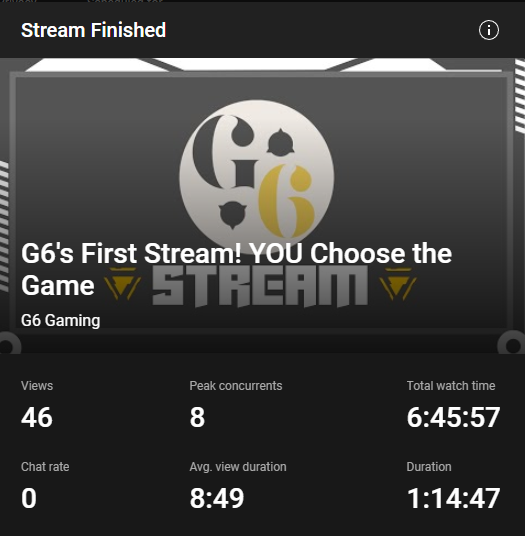 Stream Finished
G6
G6's First Stream! YOU Choose the
Game
STREAM
G6 Gaming
Views
Peak concurrents
Total watch time
46
8
6:45:57
Chat rate
Avg. view duration
Duration
0
8:49
1:14:47